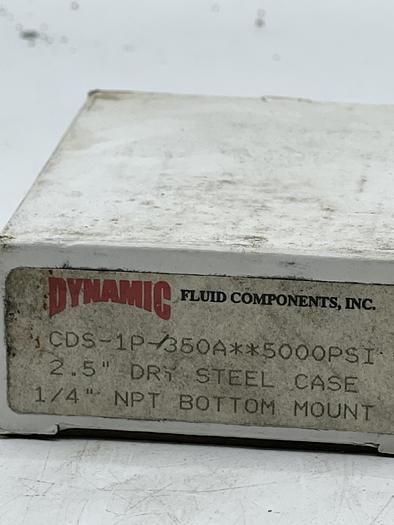 DYNAMIC FLUID COMPONENTS, INC.
CDS-1P-/350A**5000PSI
2.5" DRY STEEL CASE
1/4" NPT BOTTOM MOUNT